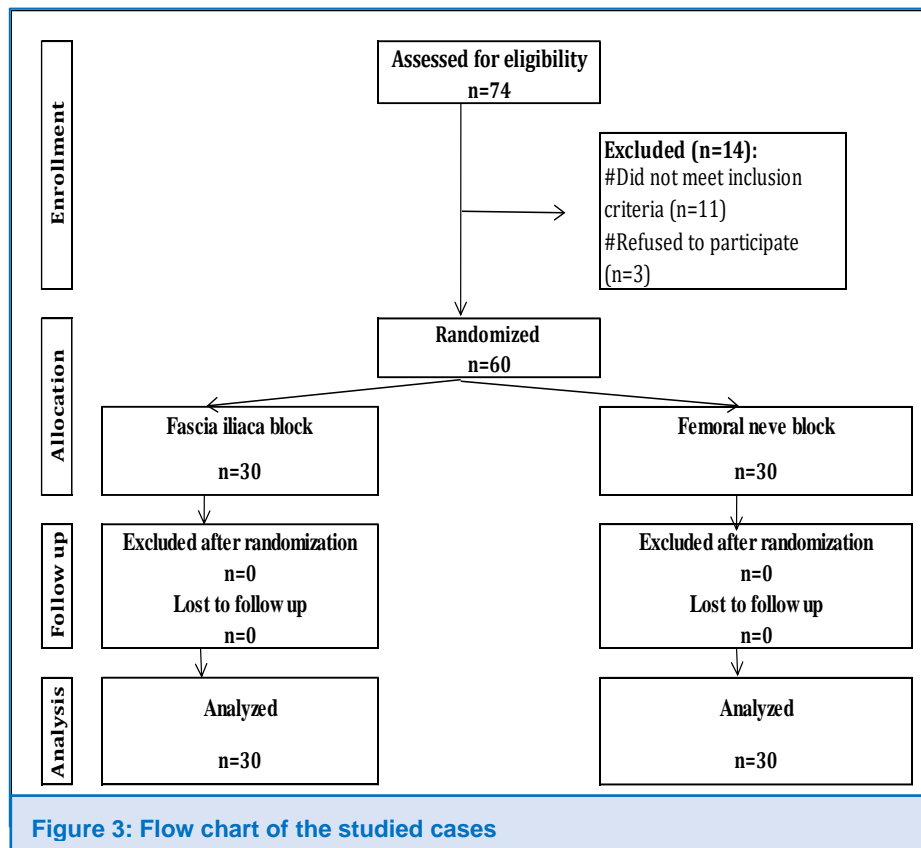 Enrollment
Assessed for eligibility
n=74
Excluded (n=14):
#Did not meet inclusion
criteria (n=11)
#Refused to participate
(n=3)
Allocation
Randomized
n=60
Fascia iliaca block
n=30
Femoral neve block
n=30
Follow up
Excluded after randomization
n=0
Lost to follow up
n=0
Excluded after randomization
n=0
Lost to follow up
n=0
Analysis
Analyzed
n=30
Analyzed
n=30
Figure 3: Flow chart of the studied cases